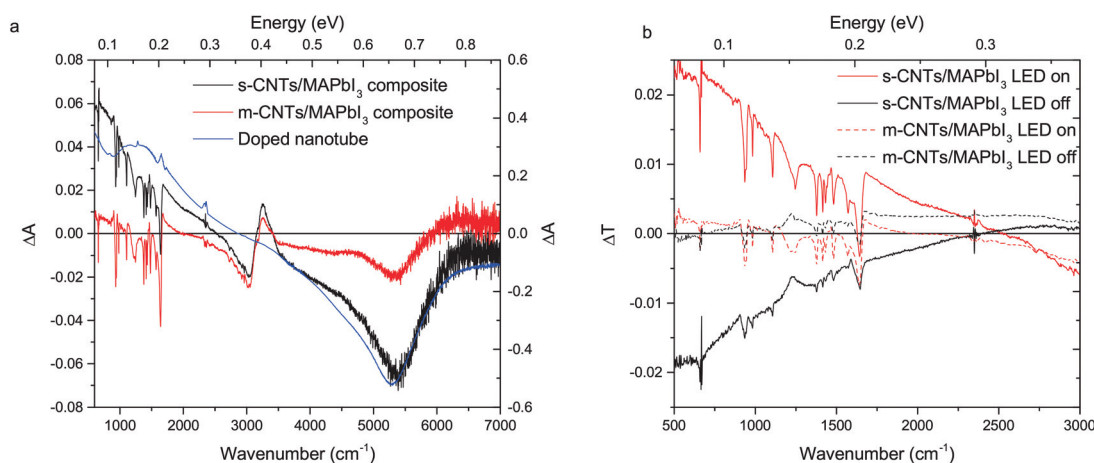 a
Energy (eV)
0.1 0.2 0.3 0.4 0.5 0.6 0.7 0.8
0.08 0.6
s-CNTs/MAPbI3 composite
0.06
m-CNTs/MAPbI3 composite
0.4
Doped nanotube
0.04
0.02 0.2
ΔA 0.00 0.0 ΔA
-0.02
-0.2
-0.04
-0.4
-0.06
-0.08 -0.6
1000 2000 3000 4000 5000 6000 7000
Wavenumber (cm-1)
b
Energy (eV)
0.1 0.2 0.3
s-CNTs/MAPbI3 LED on
0.02
s-CNTs/MAPbI3 LED off
m-CNTs/MAPbI3 LED on
m-CNTs/MAPbI3 LED off
0.01
ΔT 0.00
-0.01
-0.02
500 1000 1500 2000 2500 3000
Wavenumber (cm-1)